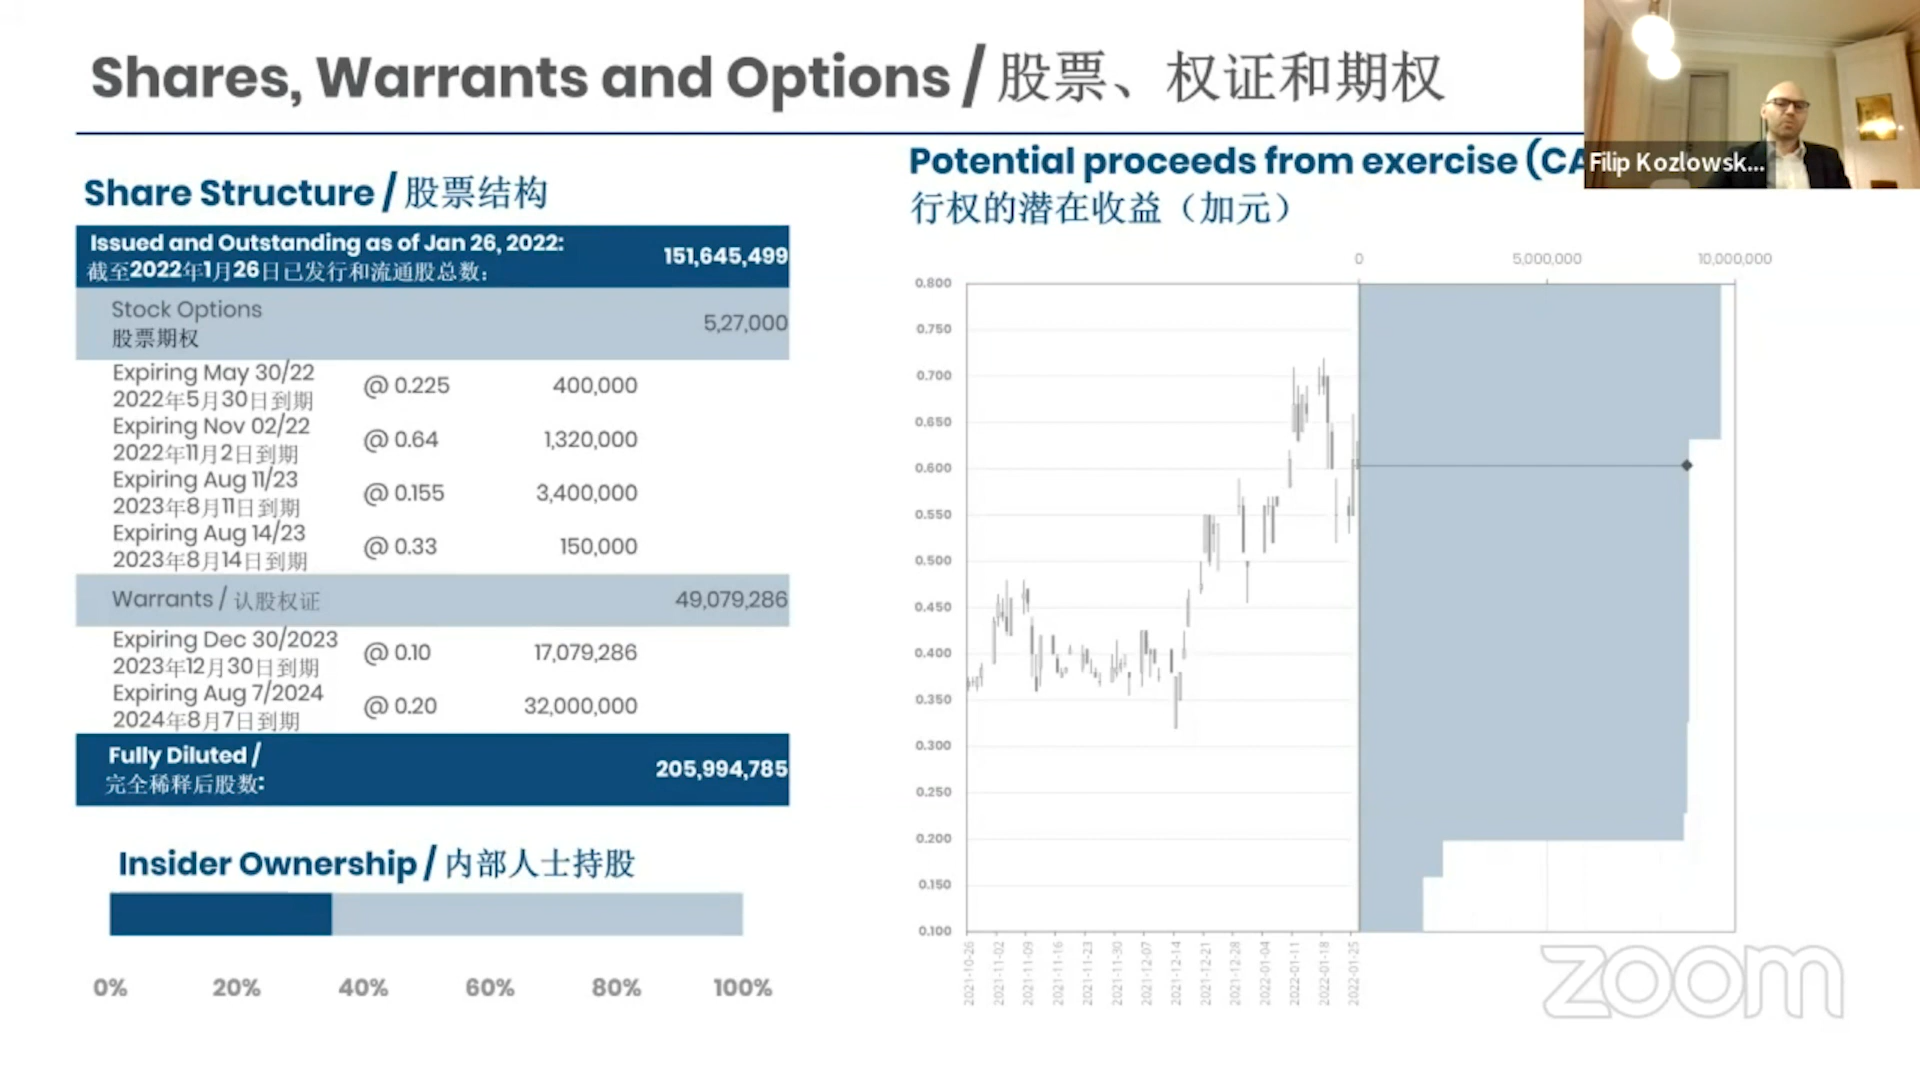 Shares, Warrants and Options / 股票、权证和期权
Filip Kozlowsk...
Share Structure / 股票结构
Issued and Outstanding as of Jan 26, 2022:
截至2022年1月26日已发行和流通股总数:
151,645,499
Stock Options
股票期权
5,27,000
Expiring May 30/22
2022年5月30日到期
@ 0.225
400,000
Expiring Nov 02/22
2022年11月2日到期
@ 0.64
1,320,000
Expiring Aug 11/23
2023年8月11日到期
@ 0.155
3,400,000
Expiring Aug 14/23
2023年8月14日到期
@ 0.33
150,000
Warrants / 认股权证
49,079,286
Expiring Dec 30/2023
2023年12月30日到期
@ 0.10
17,079,286
Expiring Aug 7/2024
2024年8月7日到期
@ 0.20
32,000,000
Fully Diluted /
完全稀释后股数:
205,994,785
Insider Ownership / 内部人士持股
0% 20% 40% 60% 80% 100%
Potential proceeds from exercise (CA
行权的潜在收益（加元）
0 5,000,000 10,000,000
0.800
0.750
0.700
0.650
0.600
0.550
0.500
0.450
0.400
0.350
0.300
0.250
0.200
0.150
0.100
2021-10-26
2021-11-02
2021-11-09
2021-11-16
2021-11-23
2021-11-30
2021-12-07
2021-12-14
2021-12-21
2021-12-28
2022-01-04
2022-01-11
2022-01-18
2022-01-25
zoom